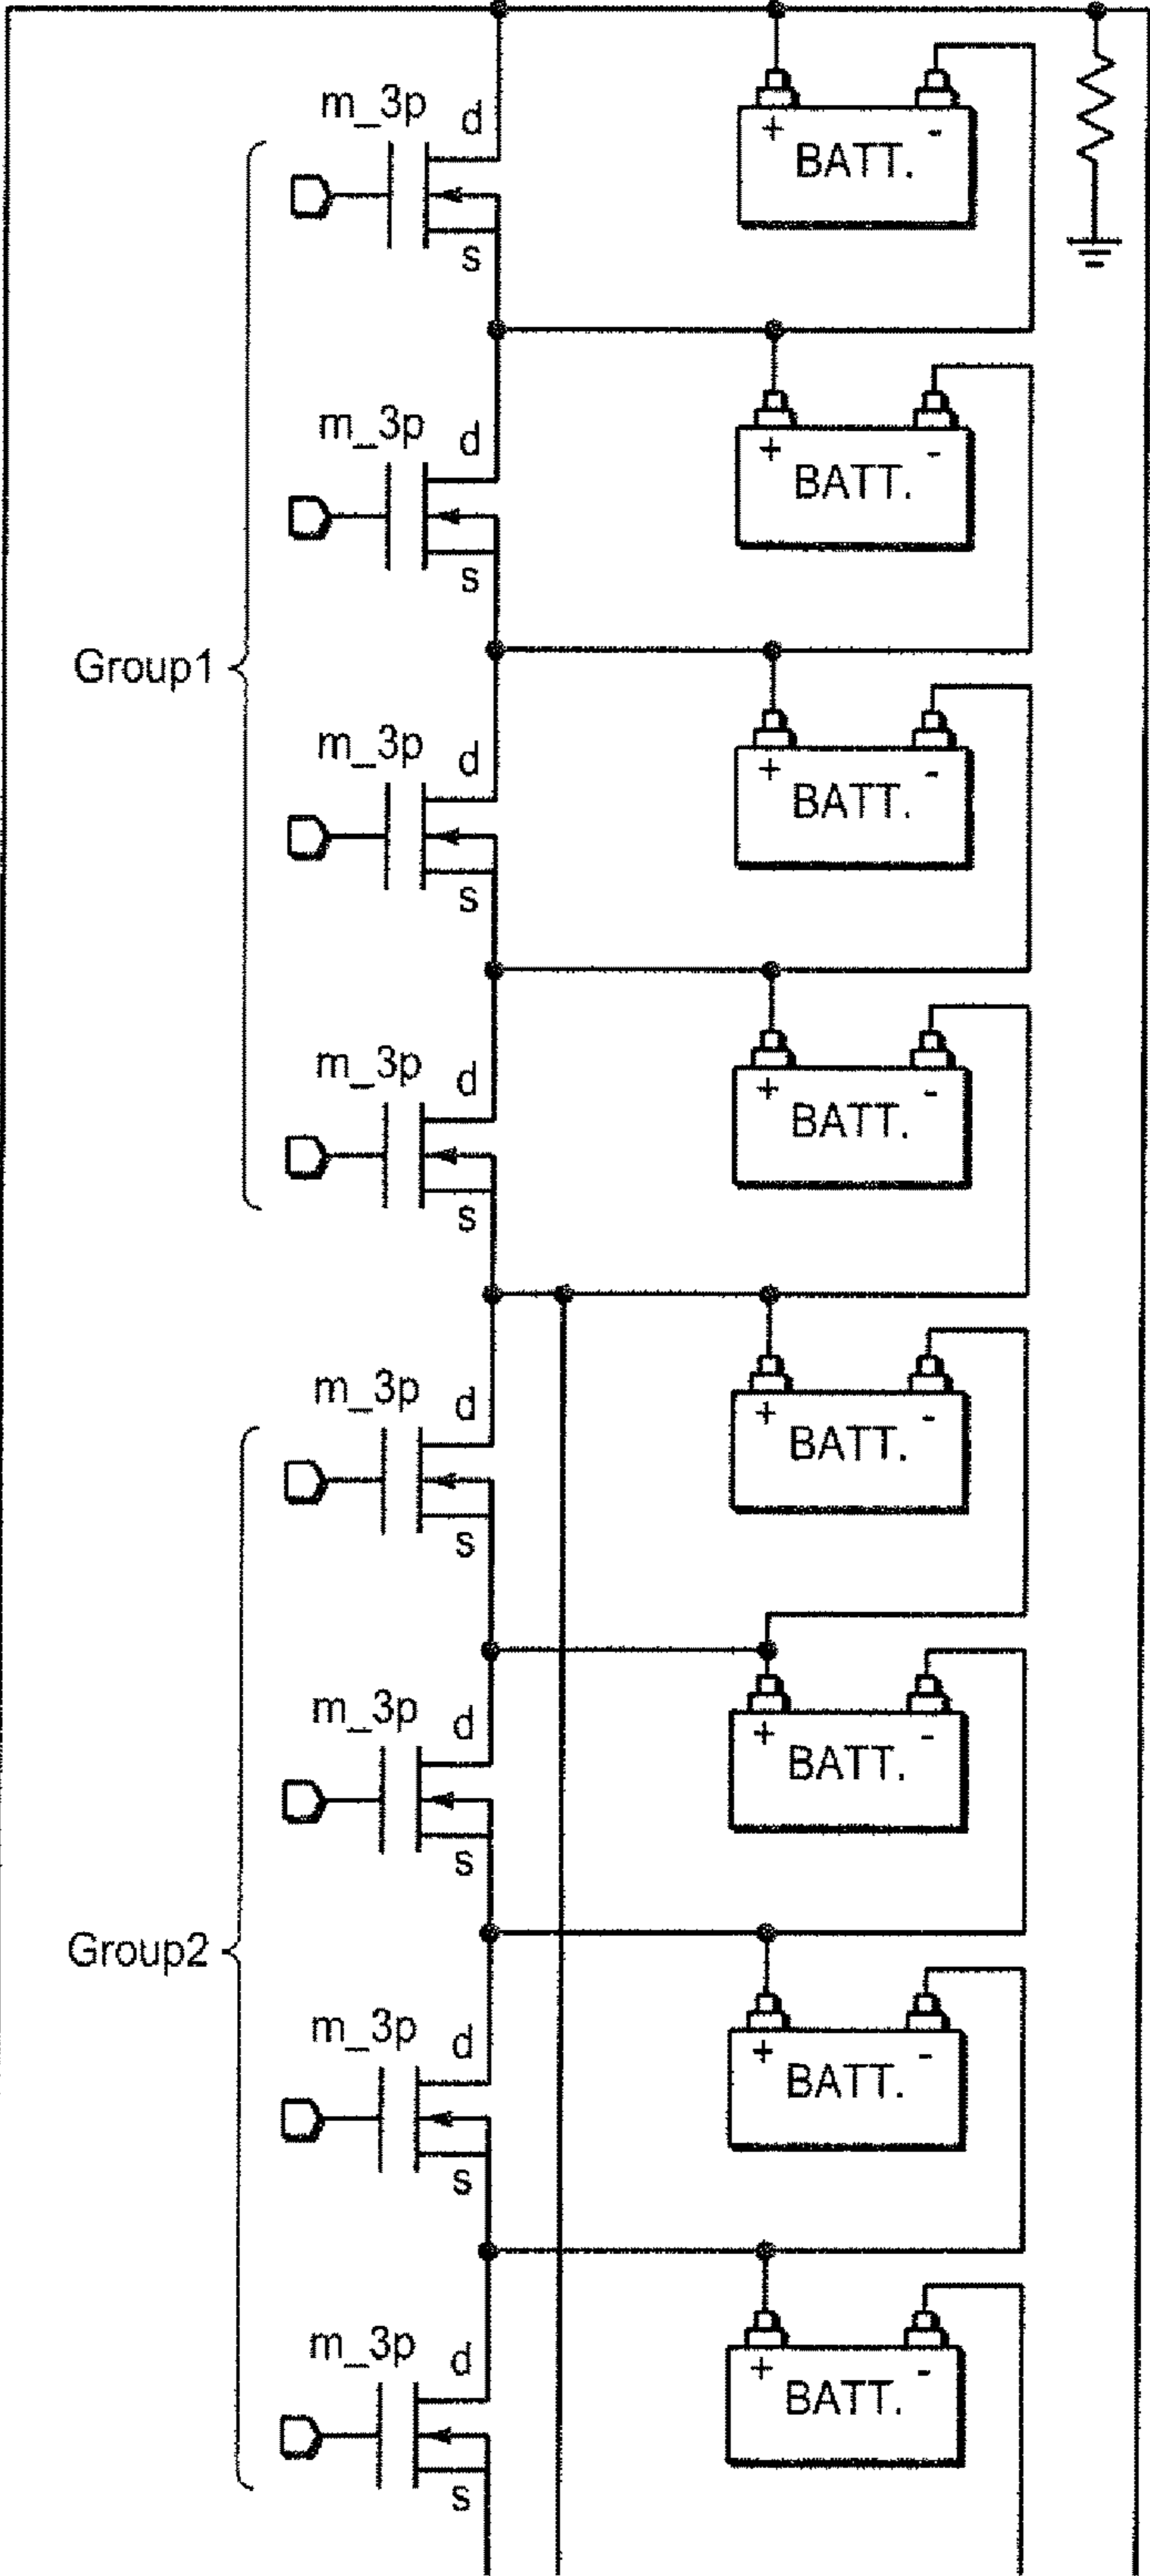 m_3p d
+ -
BATT.
s
m_3p d
+ -
BATT.
s
Group1
m_3p d
+ -
BATT.
s
m_3p d
+ -
BATT.
s
m_3p d
+ -
BATT.
s
m_3p d
+ -
BATT.
s
Group2
m_3p d
+ -
BATT.
s
m_3p d
+ -
BATT.
s